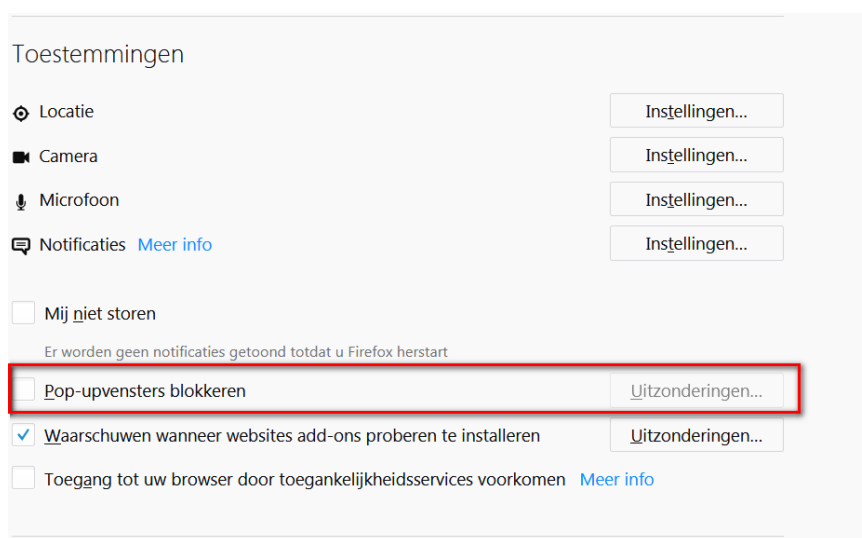 Toestemmingen
Locatie Instellingen...
Camera Instellingen...
Microfoon Instellingen...
Notificaties Meer info Instellingen...
Mij niet storen
Er worden geen notificaties getoond totdat u Firefox herstart
Pop-upvensters blokkeren Uitzonderingen...
Waarschuwen wanneer websites add-ons proberen te installeren Uitzonderingen...
Toegang tot uw browser door toegankelijkheidsservices voorkomen Meer info